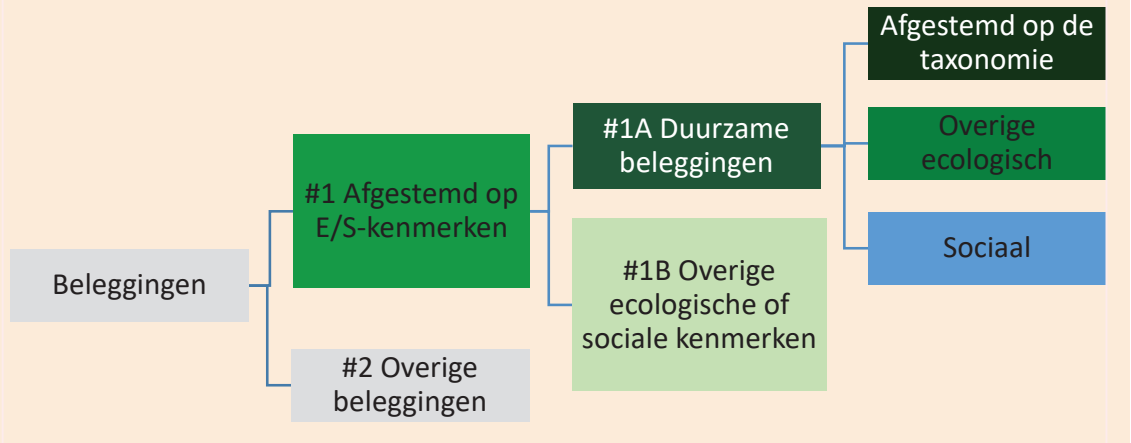 Beleggingen
#1 Afgestemd op
E/S-kenmerken
#2 Overige
beleggingen
#1A Duurzame
beleggingen
#1B Overige
ecologische of
sociale kenmerken
Afgestemd op de
taxonomie
Overige
ecologisch
Sociaal